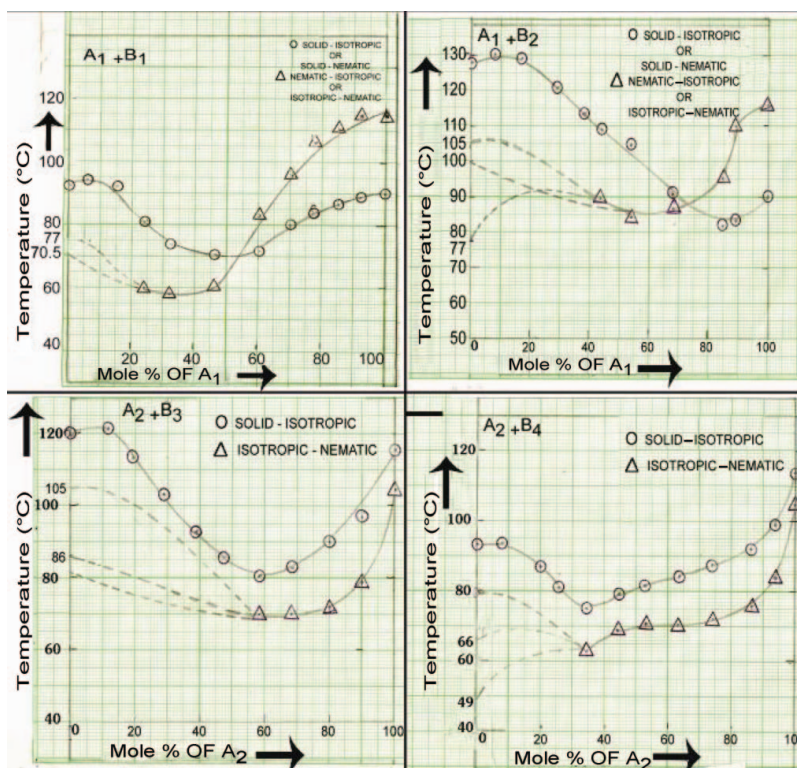 A1 + B1
SOLID - ISOTROPIC
OR
SOLID - NEMATIC
NEMATIC-ISOTROPIC
OR
ISOTROPIC - NEMATIC
Temperature (°C)
120
100
80
77
70.5
60
40
0 20 40 60 80 100
Mole % OF A1
A1 + B2
SOLID - ISOTROPIC
OR
SOLID - NEMATIC
NEMATIC-ISOTROPIC
OR
ISOTROPIC-NEMATIC
Temperature (°C)
130
120
110
105
100
90
80
77
70
50
0 20 40 60 80 100
Mole % OF A1
A2 + B3
SOLID - ISOTROPIC
ISOTROPIC - NEMATIC
Temperature (°C)
120
105
100
86
80
60
40
0 20 40 60 80 100
Mole % OF A2
A2 + B4
SOLID-ISOTROPIC
ISOTROPIC-NEMATIC
Temperature (°C)
120
100
80
66
60
49
40
0 20 40 60 80 100
Mole % OF A2